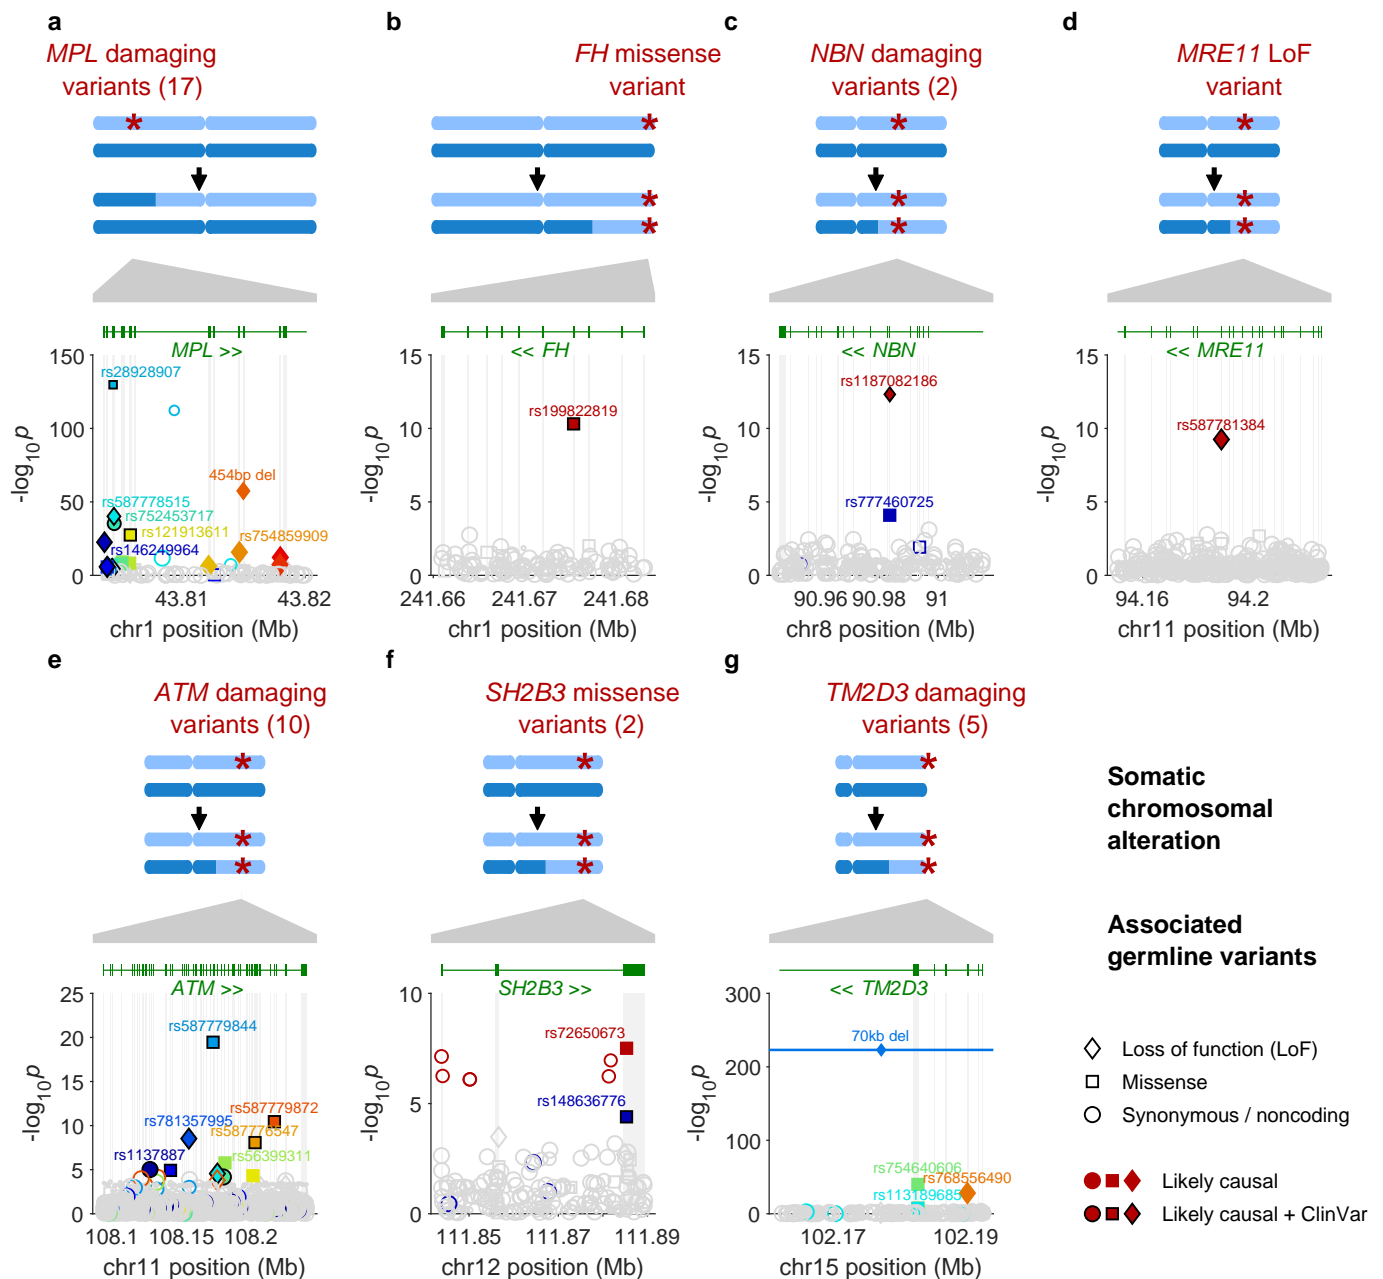 a
MPL damaging
variants (17)
MPL >>
150
100
50
0
-log10p
rs28928907
454bp del
rs587778515
rs752453717
rs121913611
rs754859909
rs146249964
43.81
43.82
chr1 position (Mb)
b
FH missense
variant
<< FH
15
10
5
0
-log10p
rs199822819
241.66
241.67
241.68
chr1 position (Mb)
c
NBN damaging
variants (2)
<< NBN
15
10
5
0
-log10p
rs1187082186
rs777460725
90.96
90.98
91
chr8 position (Mb)
d
MRE11 LoF
variant
<< MRE11
15
10
5
0
-log10p
rs587781384
94.16
94.2
chr11 position (Mb)
e
ATM damaging
variants (10)
ATM >>
25
20
15
10
5
0
-log10p
rs587779844
rs587779872
rs781357995
rs587776547
rs1137887
rs56399311
108.1
108.15
108.2
chr11 position (Mb)
f
SH2B3 missense
variants (2)
SH2B3 >>
10
5
0
-log10p
rs72650673
rs148636776
111.85
111.87
111.89
chr12 position (Mb)
g
TM2D3 damaging
variants (5)
<< TM2D3
300
200
100
0
-log10p
70kb del
rs754640606
rs768556490
rs113189685
102.17
102.19
chr15 position (Mb)
Somatic
chromosomal
alteration
Associated
germline variants
Loss of function (LoF)
Missense
Synonymous / noncoding
Likely causal
Likely causal + ClinVar